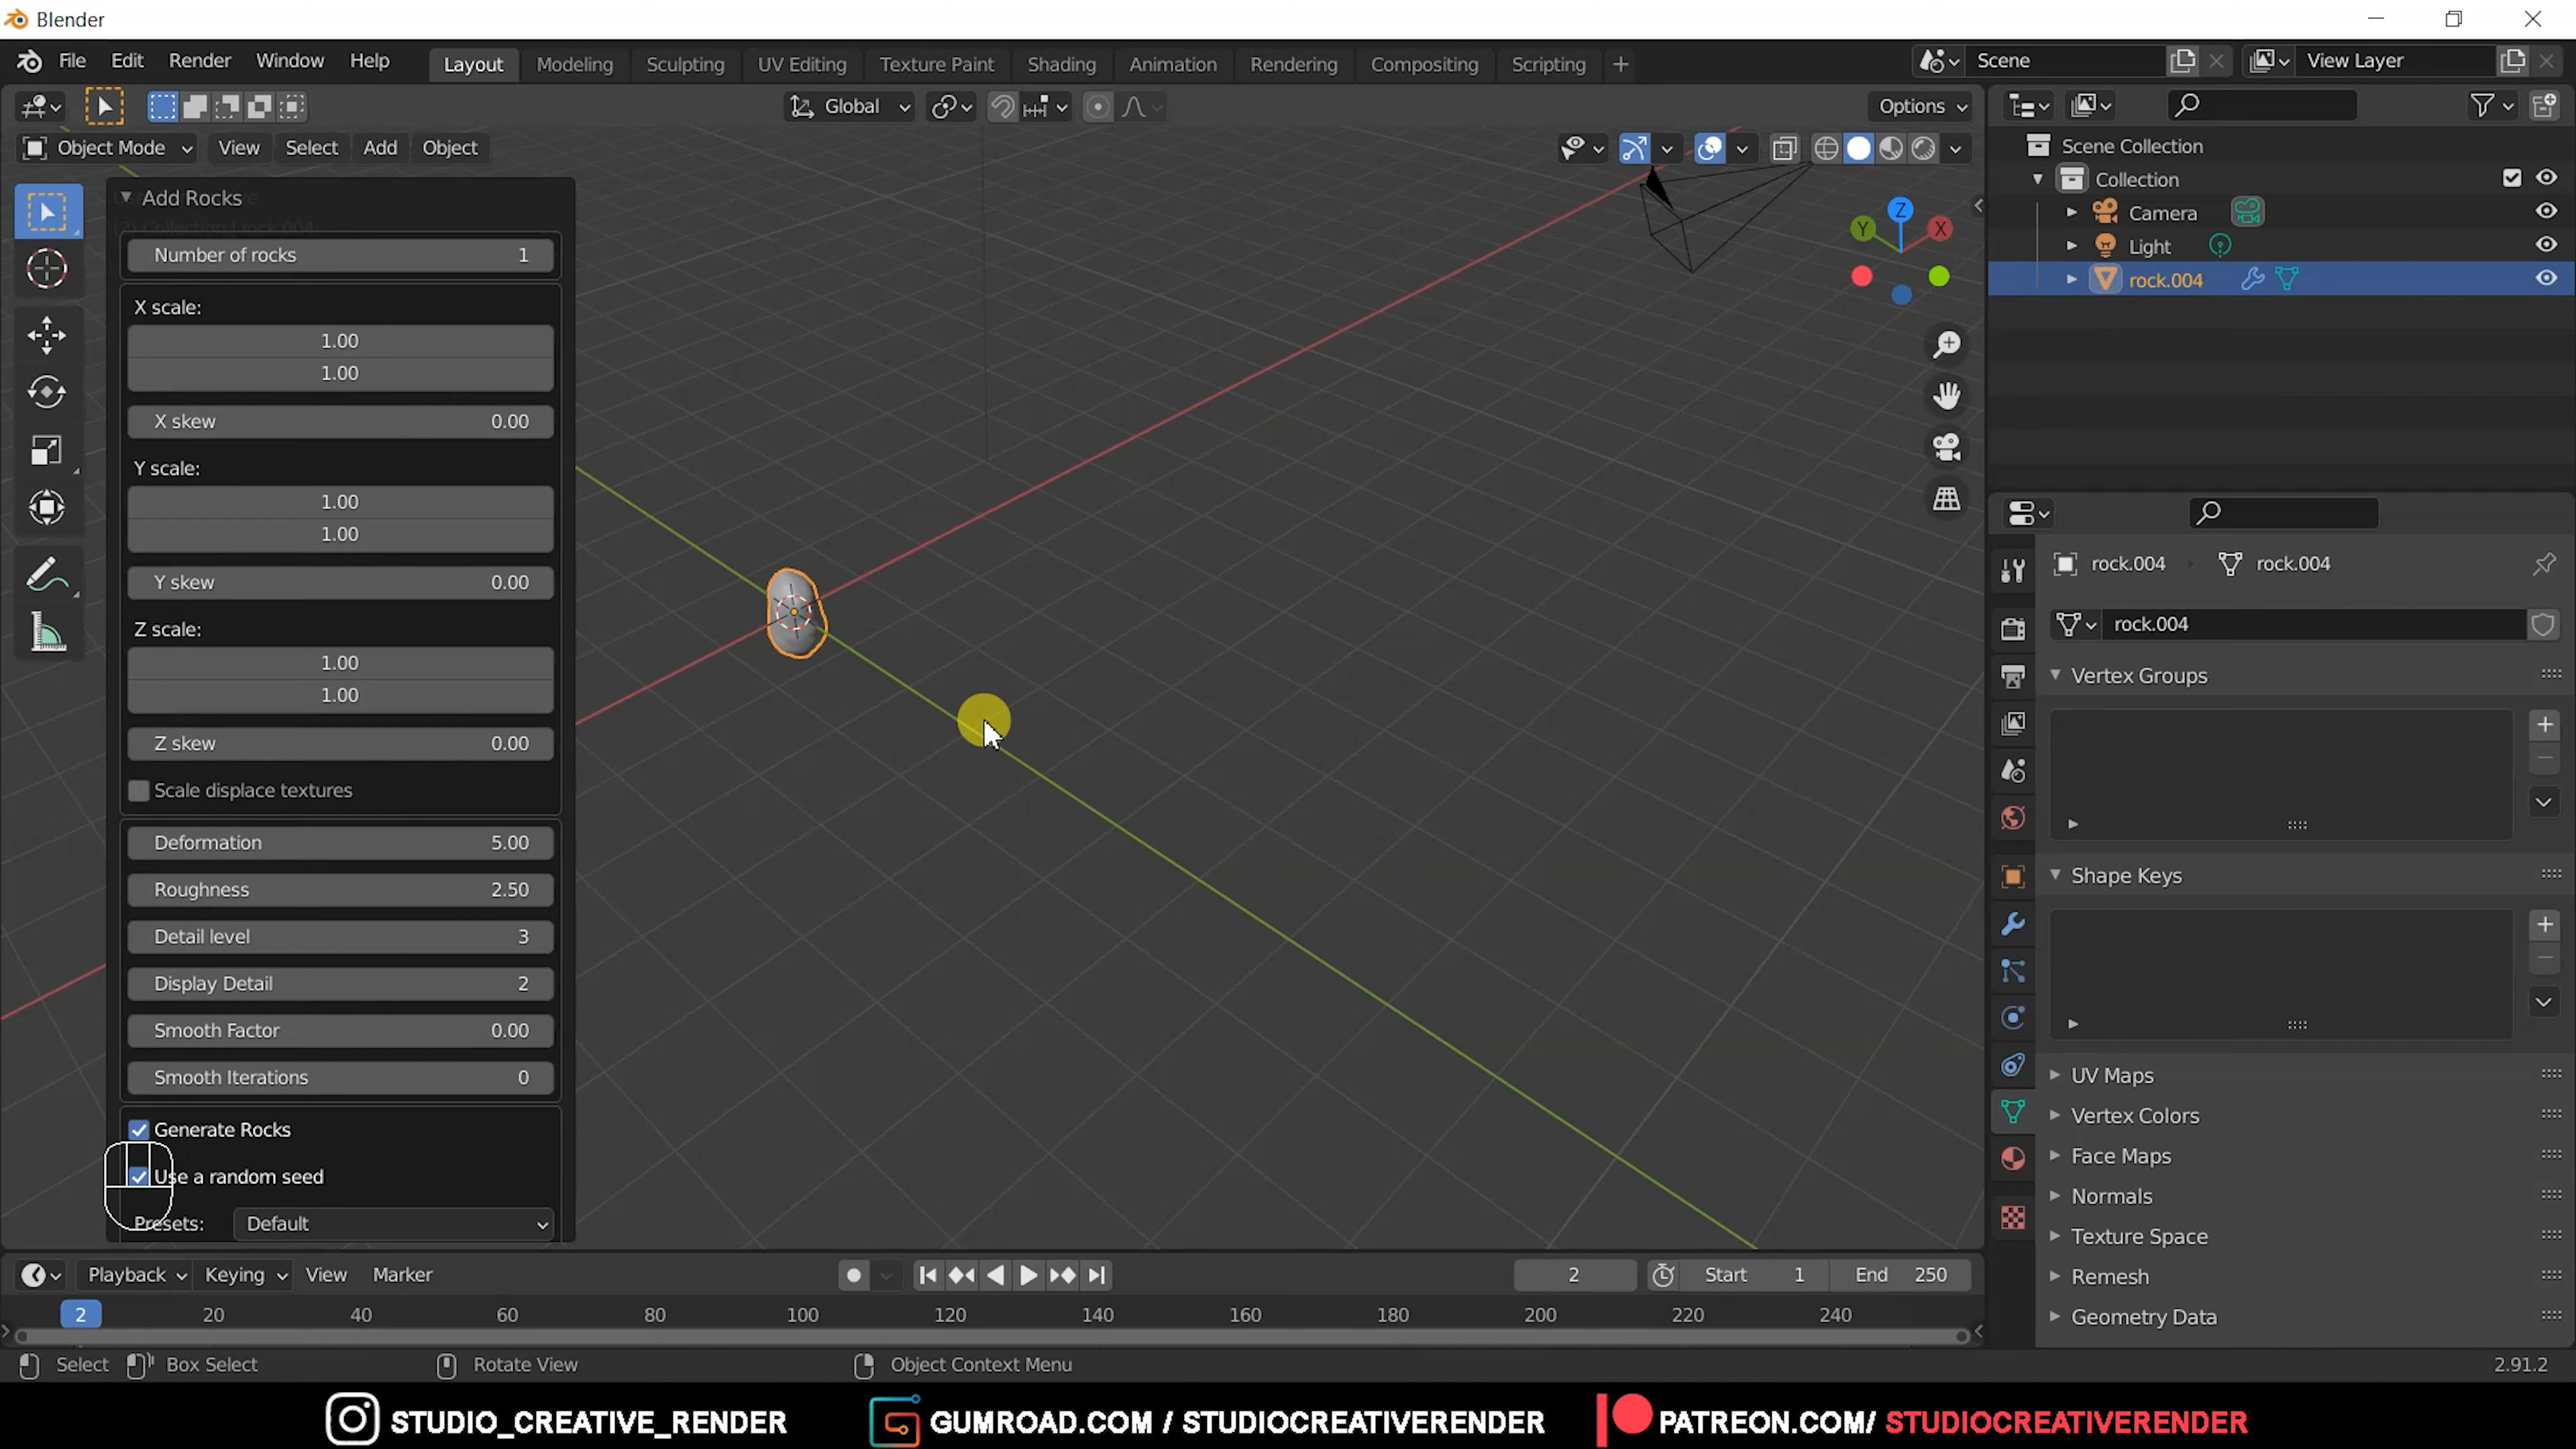 Blender
File Edit Render Window Help Layout Modeling Sculpting UV Editing Texture Paint Shading Animation Rendering Compositing Scripting + Scene View Layer
Global Options
Object Mode View Select Add Object
Add Rocks
Number of rocks 1
X scale:
1.00
1.00
X skew 0.00
Y scale:
1.00
1.00
Y skew 0.00
Z scale:
1.00
1.00
Z skew 0.00
Scale displace textures
Deformation 5.00
Roughness 2.50
Detail level 3
Display Detail 2
Smooth Factor 0.00
Smooth Iterations 0
Generate Rocks
Use a random seed
Presets: Default
Z
Y X
Scene Collection
Collection
Camera
Light
rock.004
rock.004 rock.004
rock.004
Vertex Groups
Shape Keys
UV Maps
Vertex Colors
Face Maps
Normals
Texture Space
Remesh
Geometry Data
Playback Keying View Marker 2 Start 1 End 250
2 20 40 60 80 100 120 140 160 180 200 220 240
Select Box Select Rotate View Object Context Menu 2.91.2
STUDIO_CREATIVE_RENDER GUMROAD.COM / STUDIOCREATIVERENDER PATREON.COM/ STUDIOCREATIVERENDER